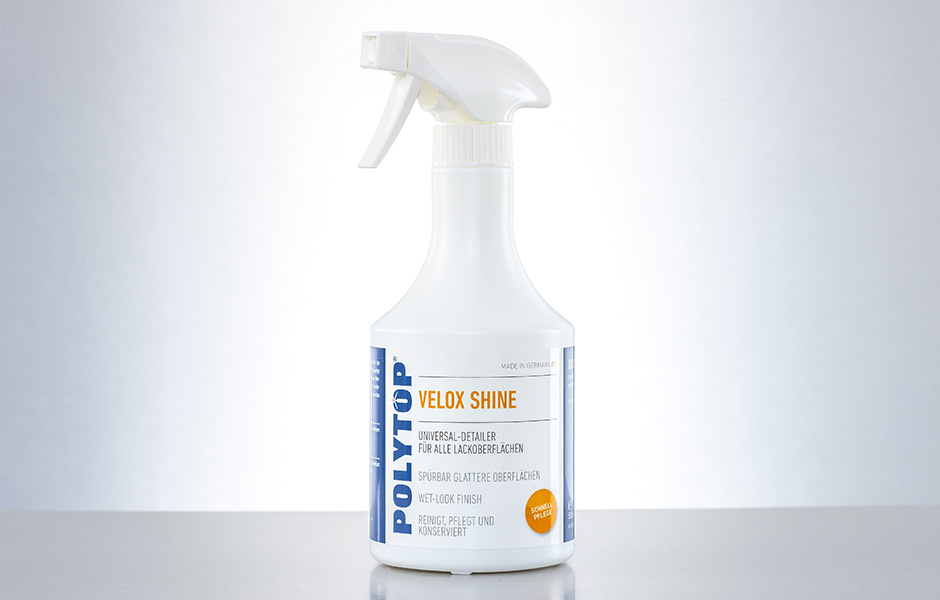 MADE IN GERMANY
POLYTOP®
VELOX SHINE
UNIVERSAL-DETAILER
FÜR ALLE LACKOBERFLÄCHEN
SPÜRBAR GLATTERE OBERFLÄCHEN
WET-LOOK FINISH
REINIGT, PFLEGT UND
KONSERVIERT
SCHNELL
PFLEGE